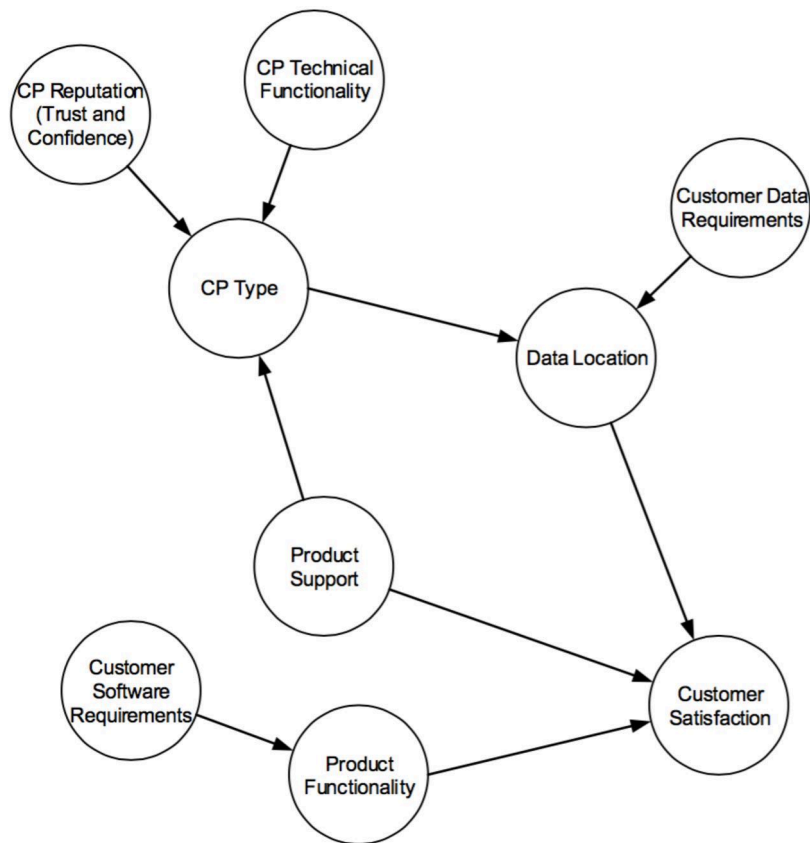 CP Technical
Functionality
CP Reputation
(Trust and
Confidence)
Customer Data
Requirements
CP Type
Data Location
Product
Support
Customer
Software
Requirements
Customer
Satisfaction
Product
Functionality